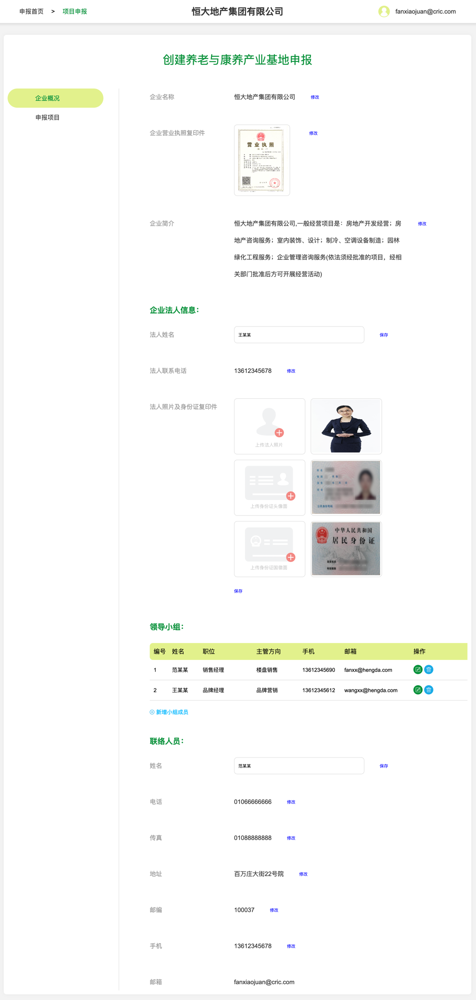 申报首页 > 项目申报
恒大地产集团有限公司
fanxiaojuan@cric.com
创建养老与康养产业基地申报
企业概况
申报项目
企业名称 恒大地产集团有限公司 修改
企业营业执照复印件 修改
营业执照
企业简介
恒大地产集团有限公司,一般经营项目是：房地产开发经营；房 修改
地产咨询服务；室内装饰、设计；制冷、空调设备制造；园林
绿化工程服务；企业管理咨询服务(依法须经批准的项目，经相
关部门批准后方可开展经营活动)
企业法人信息：
法人姓名 王某某 保存
法人联系电话 13612345678 修改
法人照片及身份证复印件
上传法人照片
上传身份证头像面
姓名
公民身份号码
上传身份证国徽面
中华人民共和国
居民身份证
签发机关
有效期限
保存
领导小组：
编号 姓名 职位 主管方向 手机 邮箱 操作
1 范某某 销售经理 楼盘销售 13612345690 fanxx@hengda.com
2 王某某 品牌经理 品牌营销 13612345612 wangxx@hengda.com
新增小组成员
联络人员：
姓名 范某某 保存
电话 01066666666 修改
传真 01088888888 修改
地址 百万庄大街22号院 修改
邮编 100037 修改
手机 13612345678 修改
邮箱 fanxiaojuan@cric.com